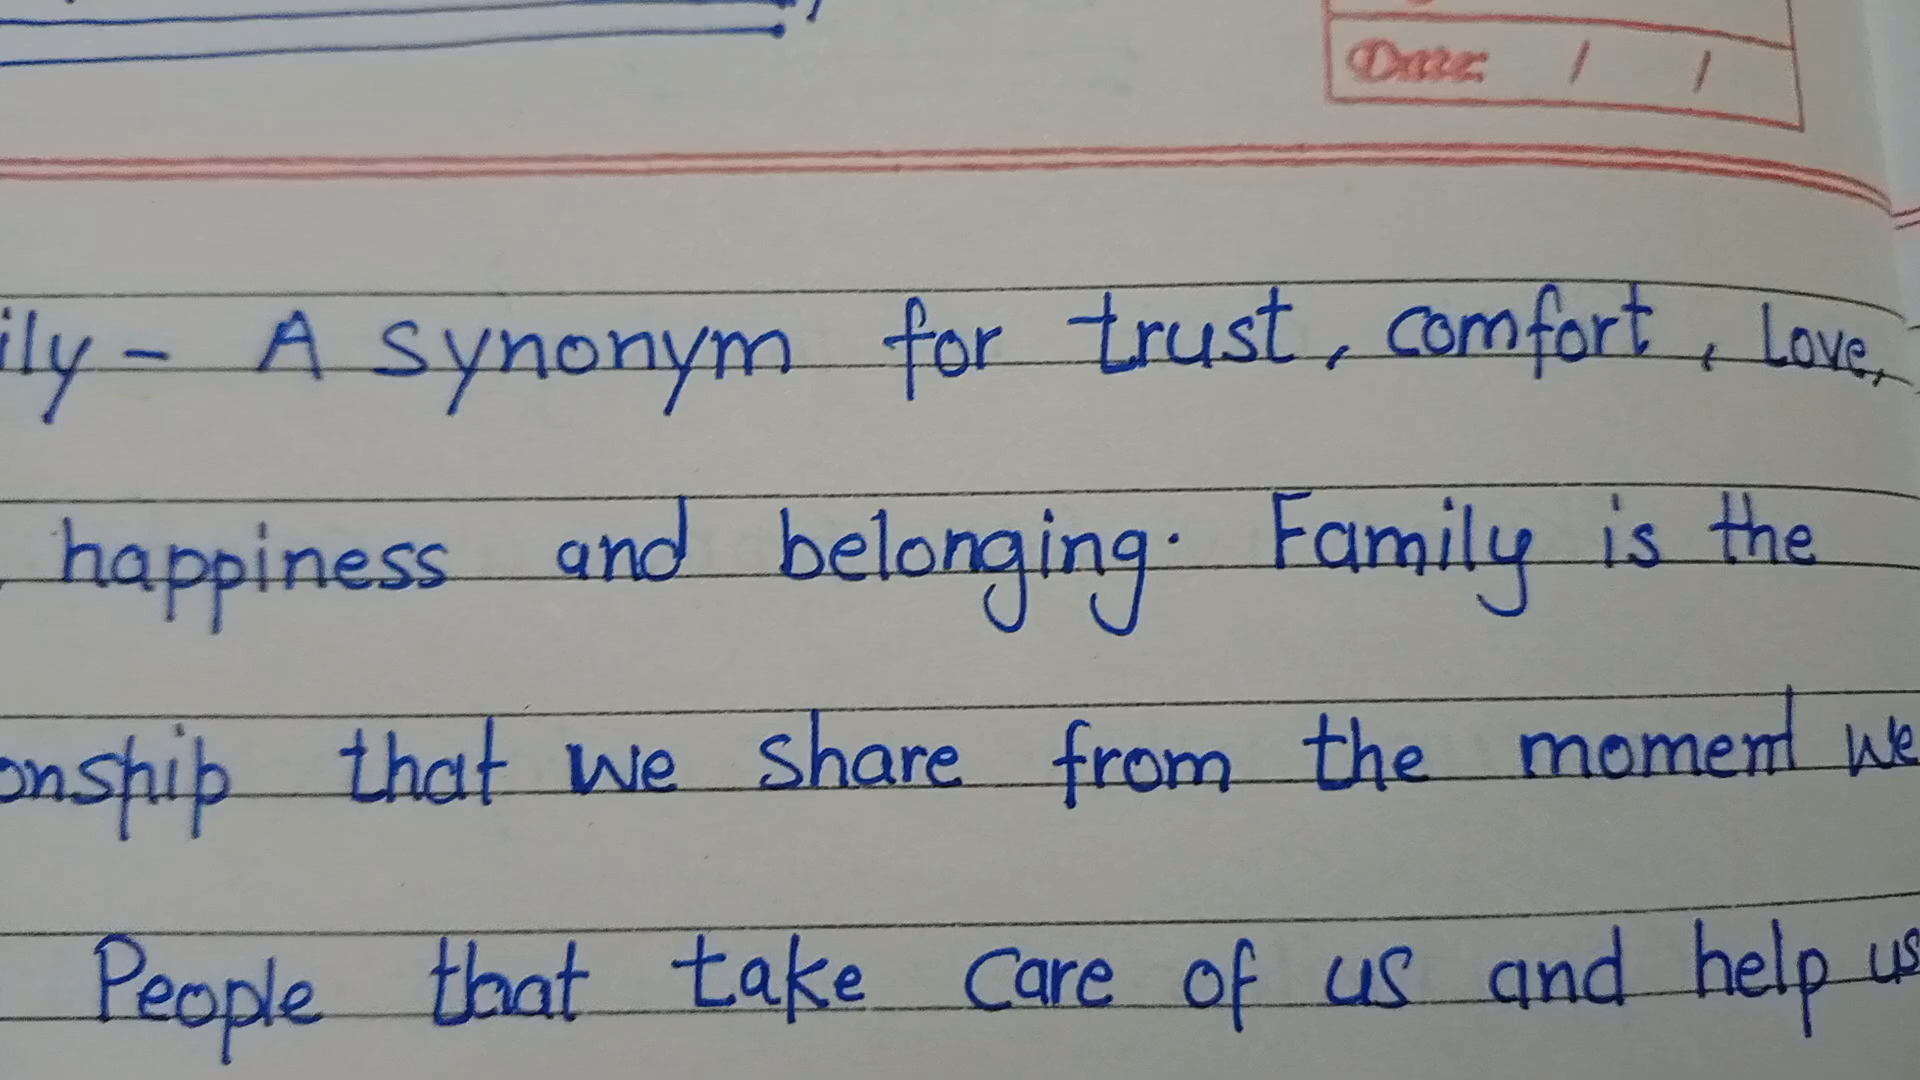 Date: / /
ily - A synonym for trust, comfort, Love,
happiness and belonging. Family is the
onship that we share from the moment we
People that take care of us and help us